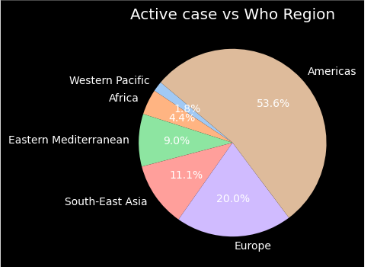 Active case vs Who Region
Americas
Western Pacific
Africa
53.6%
1.8%
4.4%
Eastern Mediterranean
9.0%
11.1%
South-East Asia
20.0%
Europe